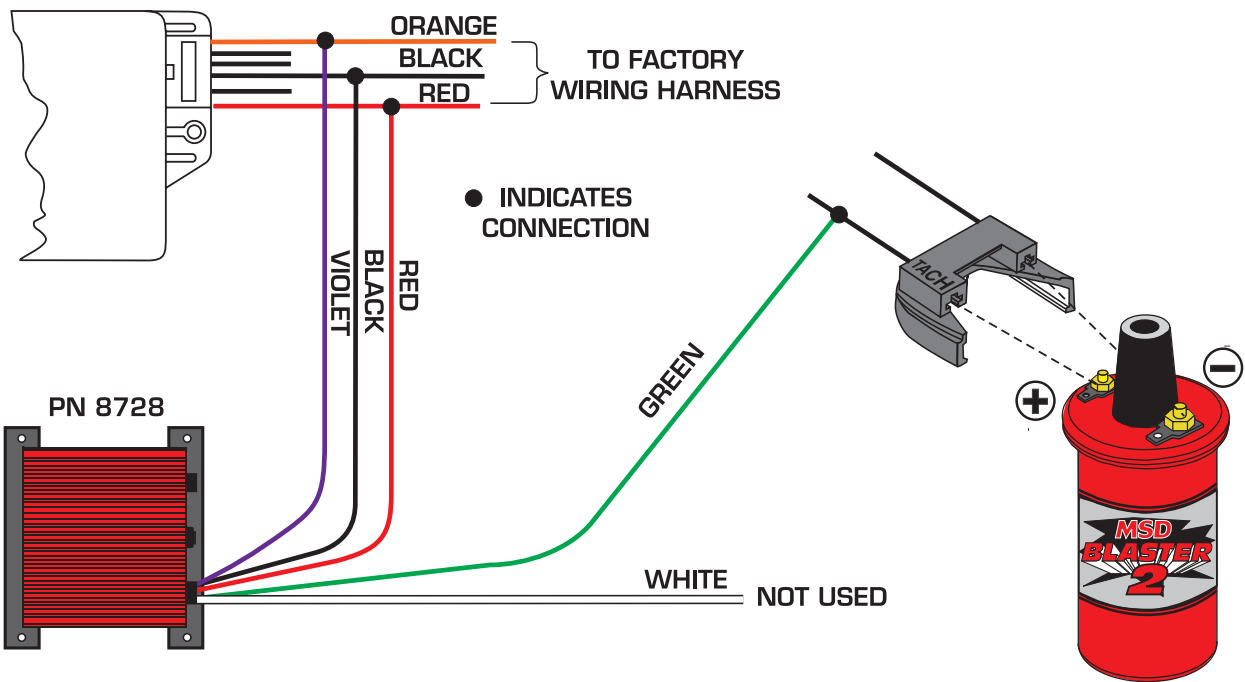 ORANGE
BLACK
RED
TO FACTORY
WIRING HARNESS
INDICATES
CONNECTION
VIOLET
BLACK
RED
TACH
GREEN
PN 8728
WHITE
NOT USED
+
−
MSD
BLASTER
2